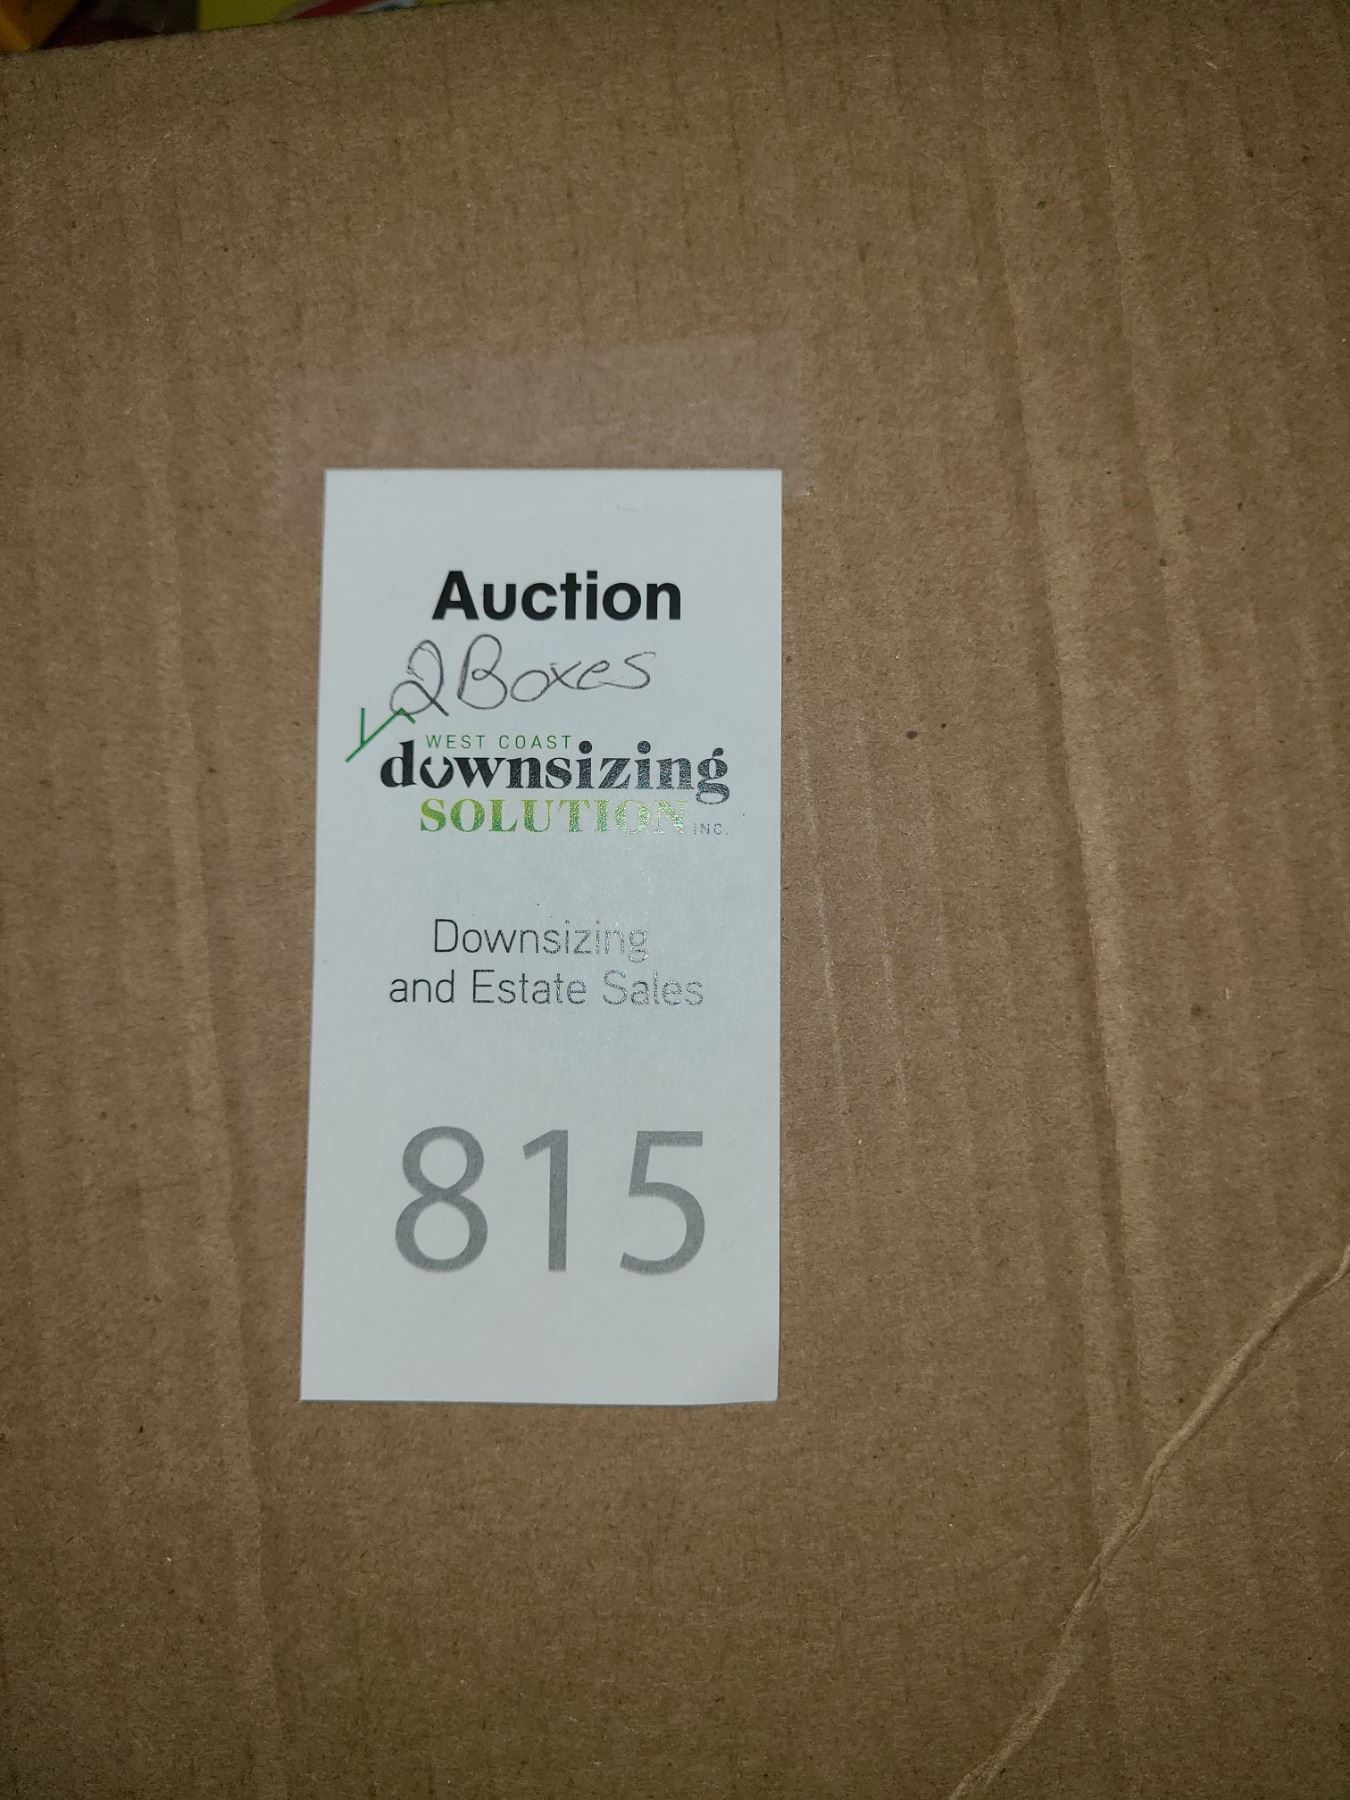 Auction
2 Boxes
WEST COAST
downsizing
SOLUTION INC.
Downsizing
and Estate Sales
815